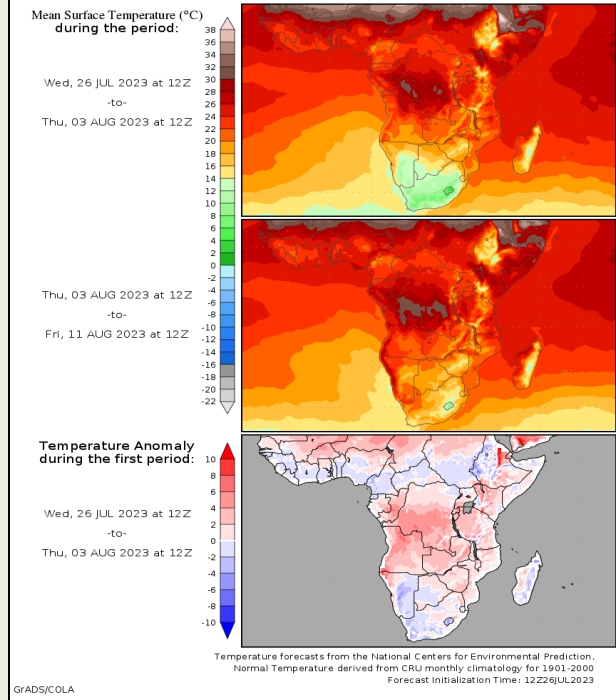 Mean Surface Temperature (°C)
during the period:
Wed, 26 JUL 2023 at 12Z
-to-
Thu, 03 AUG 2023 at 12Z
38
36
34
32
30
28
26
24
22
20
18
16
14
12
10
8
6
4
2
0
-2
-4
-6
-8
-10
-12
-14
-16
-18
-20
-22
Thu, 03 AUG 2023 at 12Z
-to-
Fri, 11 AUG 2023 at 12Z
Temperature Anomaly
during the first period:
Wed, 26 JUL 2023 at 12Z
-to-
Thu, 03 AUG 2023 at 12Z
10
8
6
4
2
0
-2
-4
-6
-8
-10
Temperature forecasts from the National Centers for Environmental Prediction.
Normal Temperature derived from CRU monthly climatology for 1901-2000
Forecast Initialization Time: 12Z26JUL2023
GrADS/COLA